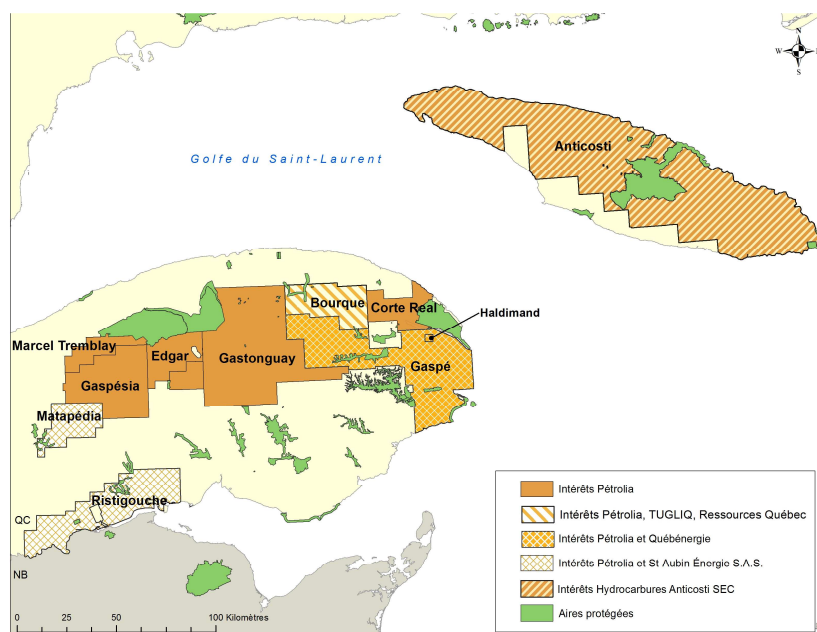 N
W
S
Golfe du Saint-Laurent
Anticosti
Bourque
Corte Real
Haldimand
Marcel Tremblay
Edgar
Gastonguay
Gaspé
Gaspésia
Matapédia
Ristigouche
QC
NB
0 25 50 100 Kilomètres
Intérêts Pétrolia
Intérêts Pétrolia, TUGLIQ, Ressources Québec
Intérêts Pétrolia et Québénergie
Intérêts Pétrolia et St Aubin Énergie S.A.S.
Intérêts Hydrocarbures Anticosti SEC
Aires protégées